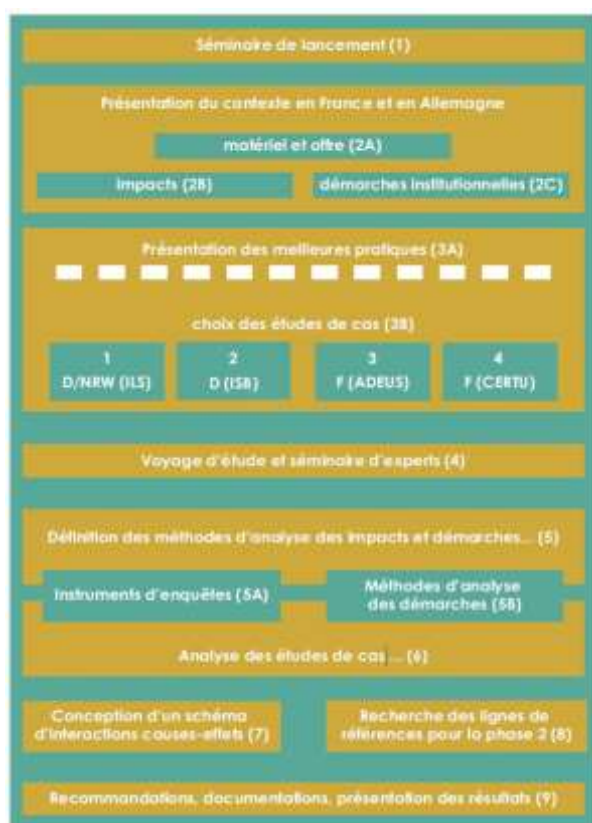 Séminaire de lancement (1)
Présentation du contexte en France et en Allemagne
matériel et offre (2A)
impacts (2B)
démarches institutionnelles (2C)
Présentation des meilleures pratiques (3A)
choix des études de cas (3B)
1
D/NRW (ILS)
2
D (ISB)
3
F (ADEUS)
4
F (CERTU)
Voyage d'étude et séminaire d'experts (4)
Définition des méthodes d'analyse des impacts et démarches... (5)
Instruments d'enquêtes (5A)
Méthodes d'analyse
des démarches (5B)
Analyse des études de cas ... (6)
Conception d'un schéma
d'interactions causes-effets (7)
Recherche des lignes de
références pour la phase 2 (8)
Recommandations, documentations, présentation des résultats (9)